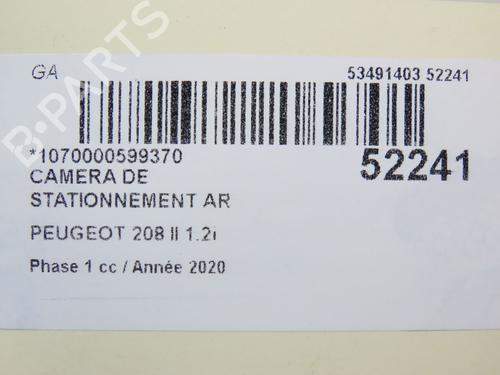 B-PARTS
GA
53491403 52241
*1070000599370
52241
CAMERA DE
STATIONNEMENT AR
PEUGEOT 208 II 1.2i
Phase 1 cc / Année 2020